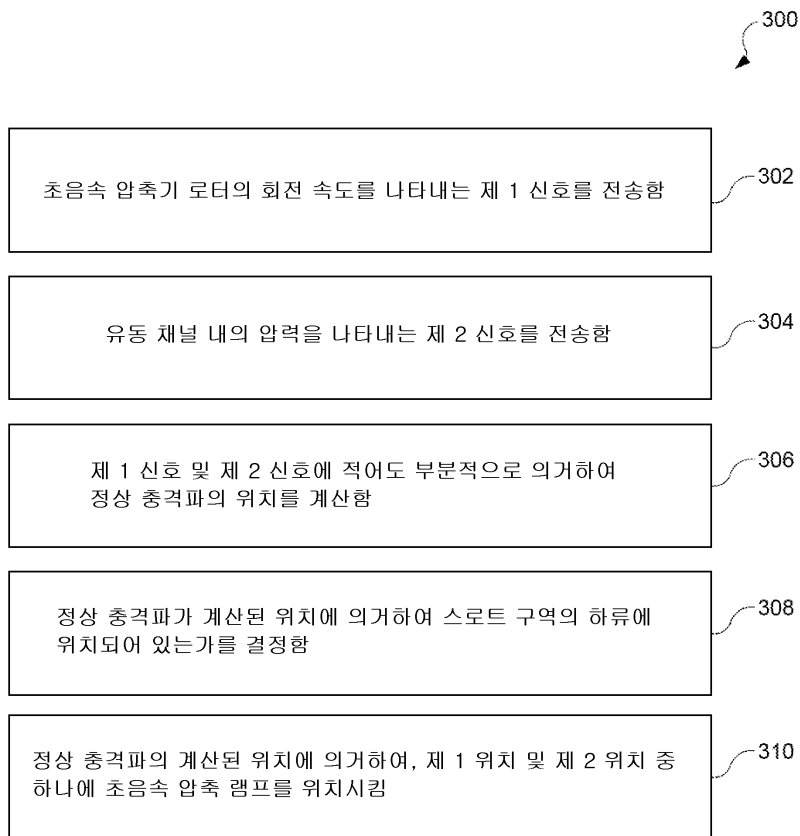 300
초음속 압축기 로터의 회전 속도를 나타내는 제 1 신호를 전송함
302
유동 채널 내의 압력을 나타내는 제 2 신호를 전송함
304
제 1 신호 및 제 2 신호에 적어도 부분적으로 의거하여
정상 충격파의 위치를 계산함
306
정상 충격파가 계산된 위치에 의거하여 스로트 구역의 하류에
위치되어 있는가를 결정함
308
정상 충격파의 계산된 위치에 의거하여, 제 1 위치 및 제 2 위치 중
하나에 초음속 압축 램프를 위치시킴
310